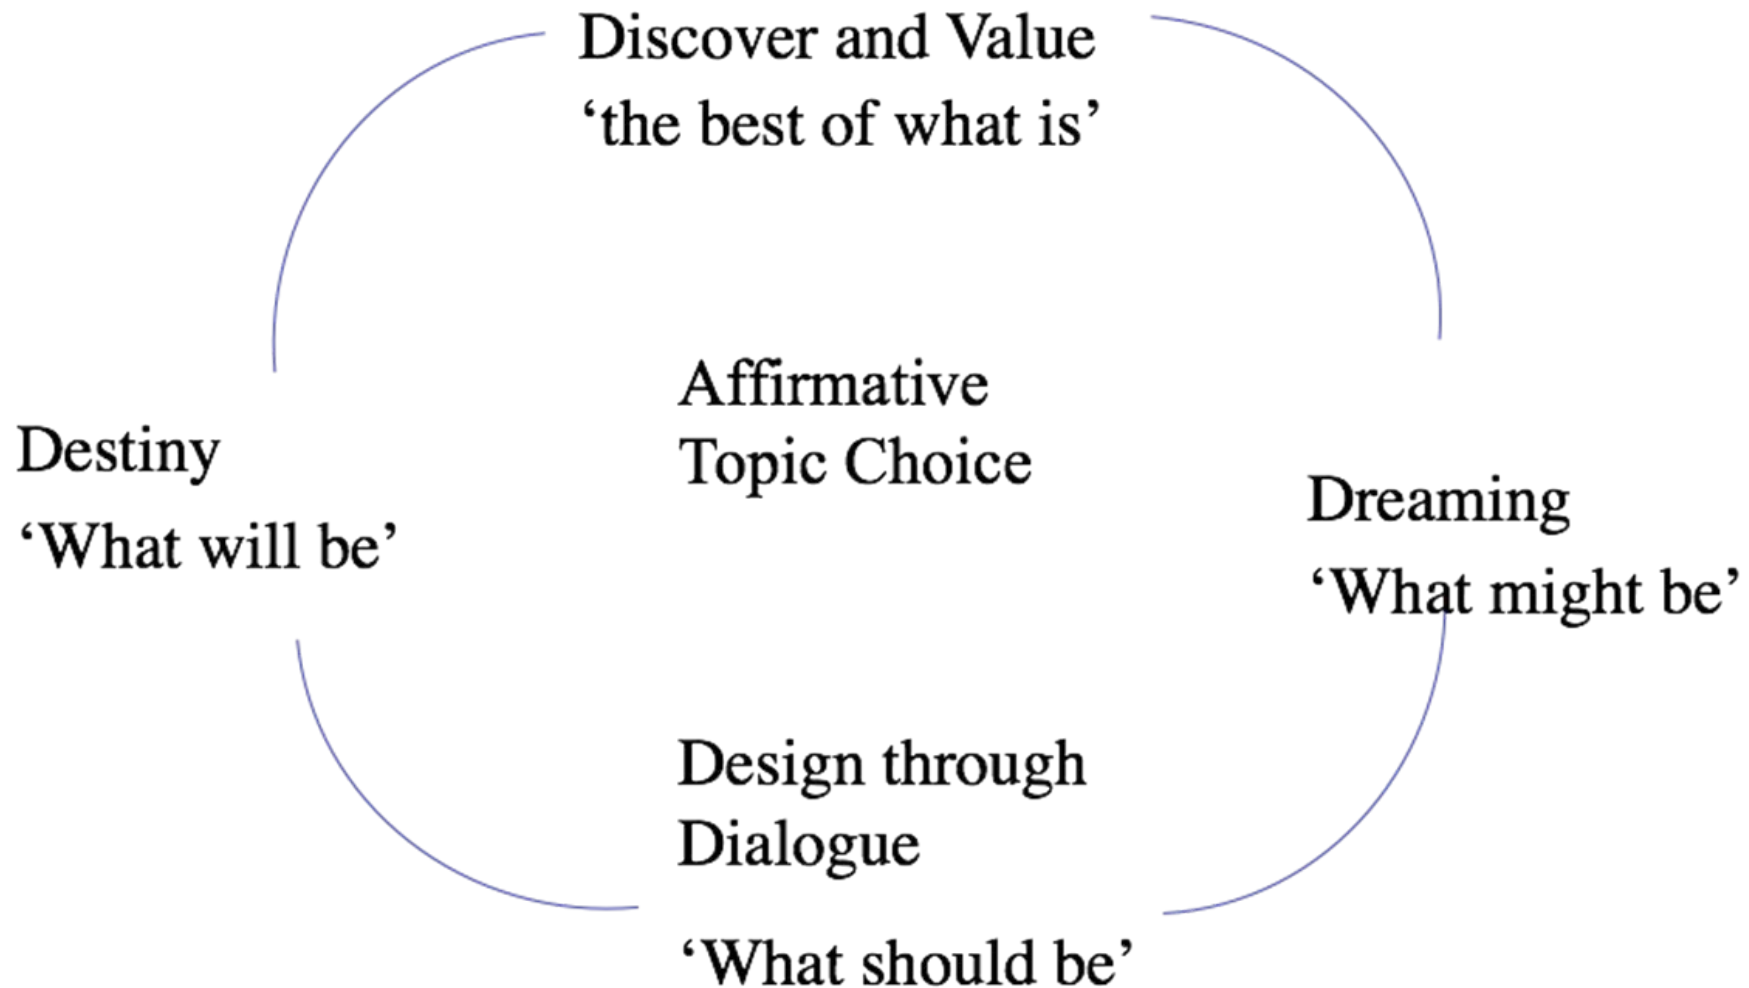 Discover and Value
‘the best of what is’
Affirmative
Topic Choice
Destiny
‘What will be’
Dreaming
‘What might be’
Design through
Dialogue
‘What should be’